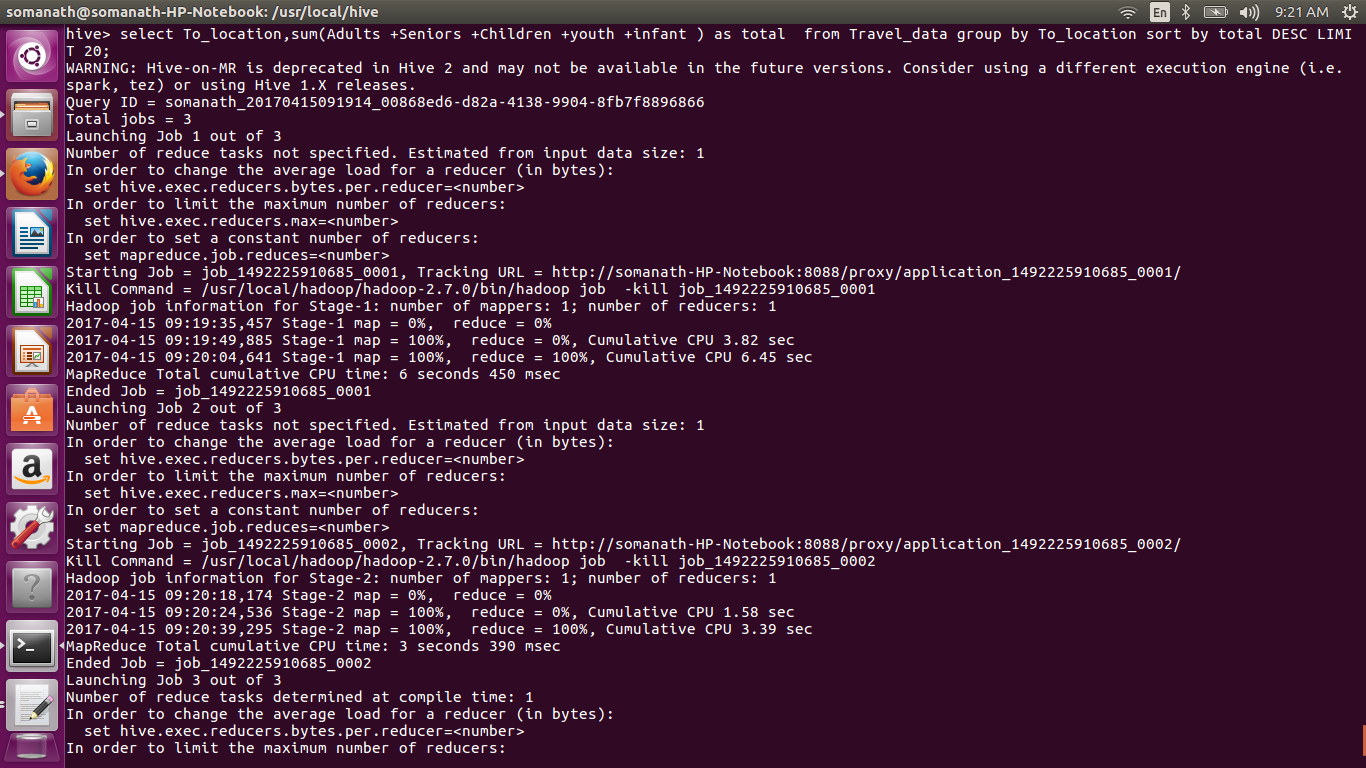 somanath@somanath-HP-Notebook: /usr/local/hive
En
9:21 AM
hive> select To_location,sum(Adults +Seniors +Children +youth +infant ) as total  from Travel_data group by To_location sort by total DESC LIMI
T 20;
WARNING: Hive-on-MR is deprecated in Hive 2 and may not be available in the future versions. Consider using a different execution engine (i.e.
spark, tez) or using Hive 1.X releases.
Query ID = somanath_20170415091914_00868ed6-d82a-4138-9904-8fb7f8896866
Total jobs = 3
Launching Job 1 out of 3
Number of reduce tasks not specified. Estimated from input data size: 1
In order to change the average load for a reducer (in bytes):
  set hive.exec.reducers.bytes.per.reducer=<number>
In order to limit the maximum number of reducers:
  set hive.exec.reducers.max=<number>
In order to set a constant number of reducers:
  set mapreduce.job.reduces=<number>
Starting Job = job_1492225910685_0001, Tracking URL = http://somanath-HP-Notebook:8088/proxy/application_1492225910685_0001/
Kill Command = /usr/local/hadoop/hadoop-2.7.0/bin/hadoop job  -kill job_1492225910685_0001
Hadoop job information for Stage-1: number of mappers: 1; number of reducers: 1
2017-04-15 09:19:35,457 Stage-1 map = 0%,  reduce = 0%
2017-04-15 09:19:49,885 Stage-1 map = 100%,  reduce = 0%, Cumulative CPU 3.82 sec
2017-04-15 09:20:04,641 Stage-1 map = 100%,  reduce = 100%, Cumulative CPU 6.45 sec
MapReduce Total cumulative CPU time: 6 seconds 450 msec
Ended Job = job_1492225910685_0001
Launching Job 2 out of 3
Number of reduce tasks not specified. Estimated from input data size: 1
In order to change the average load for a reducer (in bytes):
  set hive.exec.reducers.bytes.per.reducer=<number>
In order to limit the maximum number of reducers:
  set hive.exec.reducers.max=<number>
In order to set a constant number of reducers:
  set mapreduce.job.reduces=<number>
Starting Job = job_1492225910685_0002, Tracking URL = http://somanath-HP-Notebook:8088/proxy/application_1492225910685_0002/
Kill Command = /usr/local/hadoop/hadoop-2.7.0/bin/hadoop job  -kill job_1492225910685_0002
Hadoop job information for Stage-2: number of mappers: 1; number of reducers: 1
2017-04-15 09:20:18,174 Stage-2 map = 0%,  reduce = 0%
2017-04-15 09:20:24,536 Stage-2 map = 100%,  reduce = 0%, Cumulative CPU 1.58 sec
2017-04-15 09:20:39,295 Stage-2 map = 100%,  reduce = 100%, Cumulative CPU 3.39 sec
MapReduce Total cumulative CPU time: 3 seconds 390 msec
Ended Job = job_1492225910685_0002
Launching Job 3 out of 3
Number of reduce tasks determined at compile time: 1
In order to change the average load for a reducer (in bytes):
  set hive.exec.reducers.bytes.per.reducer=<number>
In order to limit the maximum number of reducers: